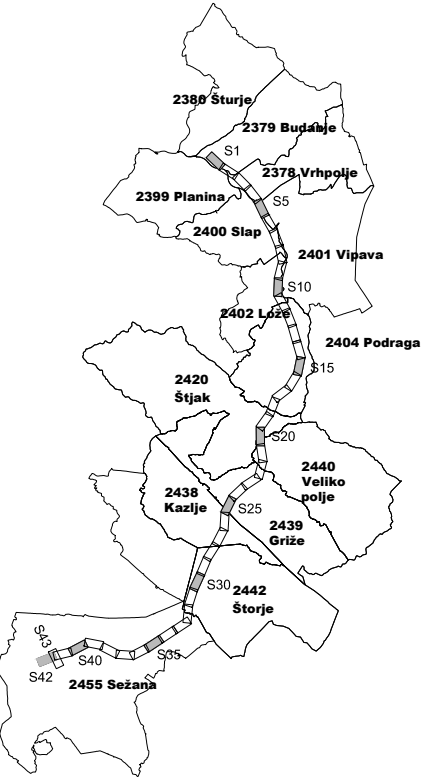 2380 Šturje
2379 Budanje
S1
2378 Vrhpolje
2399 Planina
S5
2400 Slap
2401 Vipava
S10
2402 Lože
2404 Podraga
S15
2420
Štjak
S20
2440
Veliko
polje
2438
Kazlje
S25
2439
Griže
S30
2442
Štorje
S43
S35
S40
S42
2455 Sežana